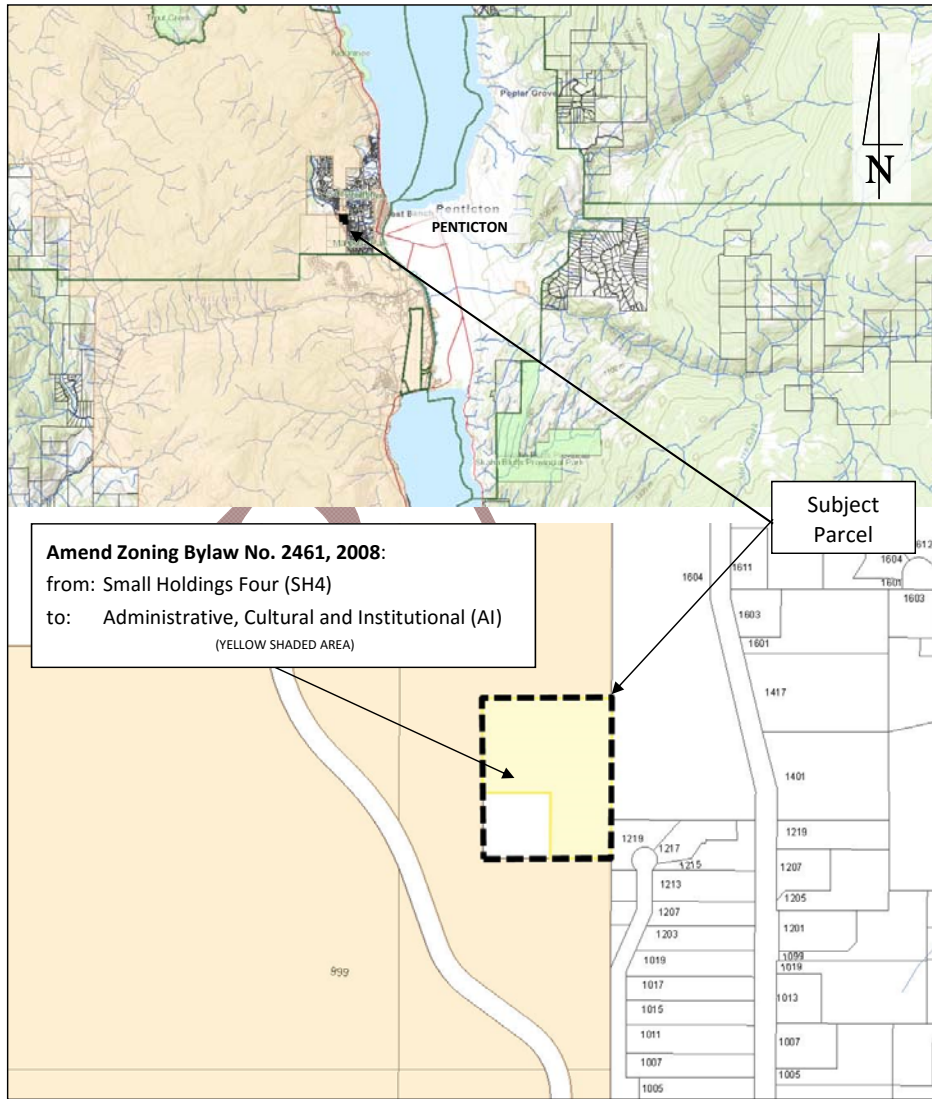 Trout Creek
Poplar Grove
N
Penticton
PENTICTON
Skaha Bluffs Provincial Park
Subject
Parcel
Amend Zoning Bylaw No. 2461, 2008:
from: Small Holdings Four (SH4)
to: Administrative, Cultural and Institutional (AI)
(YELLOW SHADED AREA)
1604
1611
1604
1601
1603
1603
1601
1417
1401
1219
1217
1215
1219
1213
1207
1207
1205
1203
1201
1099
1019
1019
1017
1013
1015
1011
1007
1007
1005
1005
999